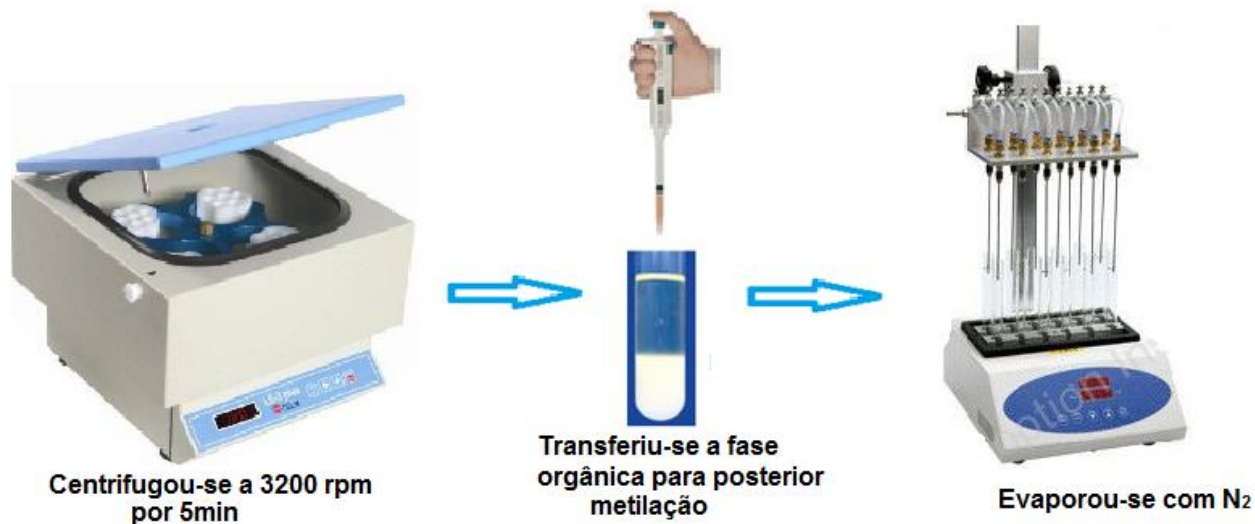 Centrifugou-se a 3200 rpm
por 5min
Transferiu-se a fase
orgânica para posterior
metilação
Evaporou-se com N₂